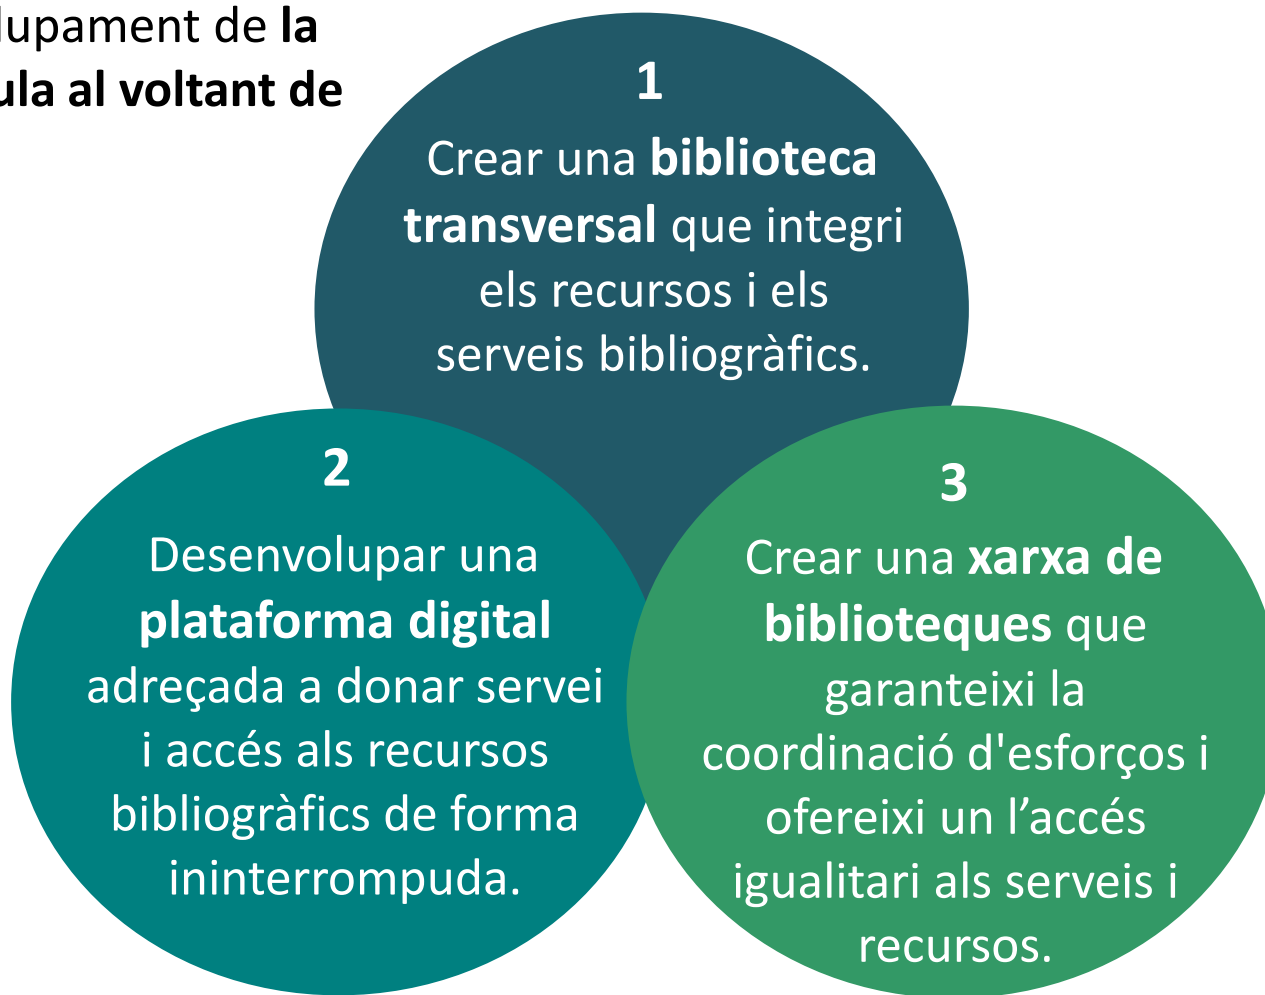 lupament de la
ula al voltant de
1
Crear una biblioteca
transversal que integri
els recursos i els
serveis bibliogràfics.
2
Desenvolupar una
plataforma digital
adreçada a donar servei
i accés als recursos
bibliogràfics de forma
ininterrompuda.
3
Crear una xarxa de
biblioteques que
garanteixi la
coordinació d'esforços i
ofereixi un l’accés
igualitari als serveis i
recursos.